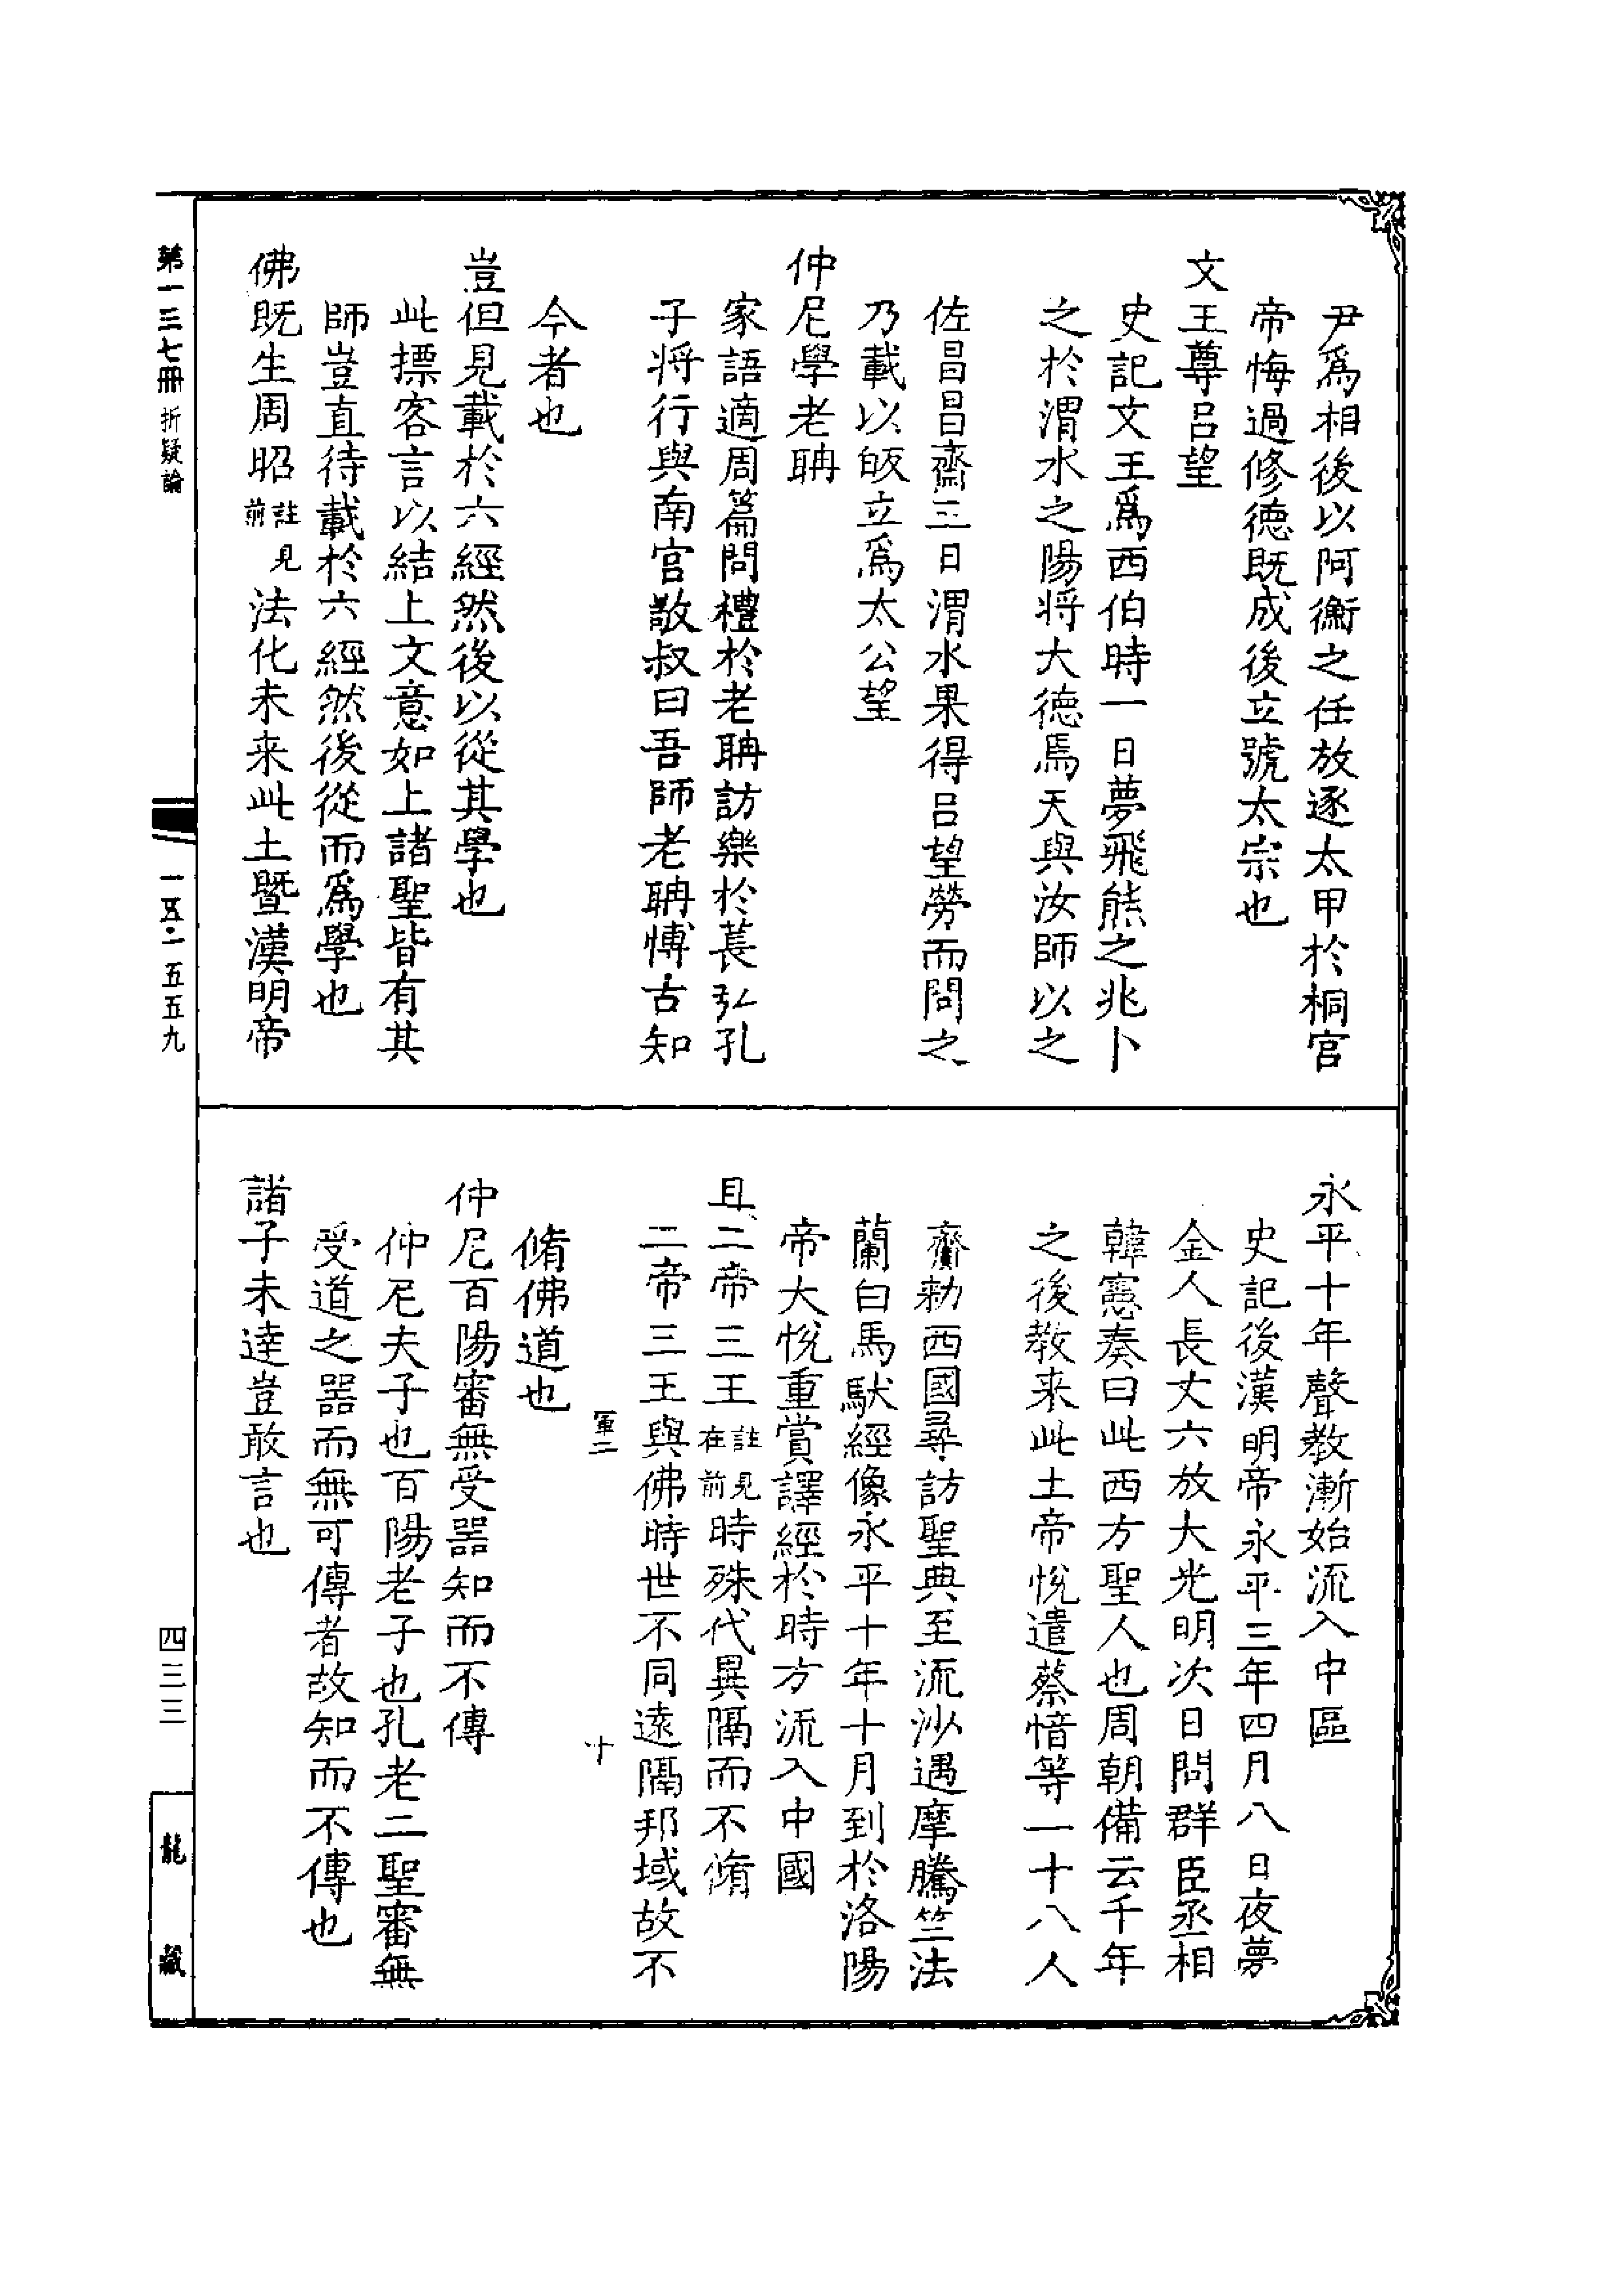 尹爲相後以阿衡之任放逐太甲於桐宫
帝悔過修德既成後立號太宗也
文王尊吕望
史記文王爲西伯時一日夢飛熊之兆卜
之於渭水之陽将大德焉天與汝師以之
佐昌昌齋三日渭水果得吕望勞而問之
乃載以皈立爲太公望
仲尼學老聃
家語適周篇問禮於老聃訪樂於萇弘孔
子将行與南宫敬叔曰吾師老聃博古知
今者也
豈但見載於六經然後以從其學也
此摽客言以結上文意如上諸聖皆有其
師豈直待載於六經然後從而爲學也
佛既生周昭註見前法化未来此土暨漢明帝
永平十年聲教漸始流入中區
史記後漢明帝永平三年四月八日夜夢
金人長丈六放大光明次日問群臣丞相
韓憲奏曰此西方聖人也周朝備云千年
之後教来此土帝悅遣蔡愔等一十八人
齎勑西國尋訪聖典至流沙遇摩騰竺法
蘭白馬馱經像永平十年十月到於洛陽
帝大悅重賞譯經於時方流入中國
且二帝三王註見在前時殊代異隔而不脩
二帝三王與佛時世不同遠隔邦域故不
軍二 十
脩佛道也
仲尼百陽審無受器知而不傳
仲尼夫子也百陽老子也孔老二聖審無
受道之器而無可傳者故知而不傳也
諸子未達豈敢言也
第一三七冊 折疑論
一五·一五五九
四三三
龍藏